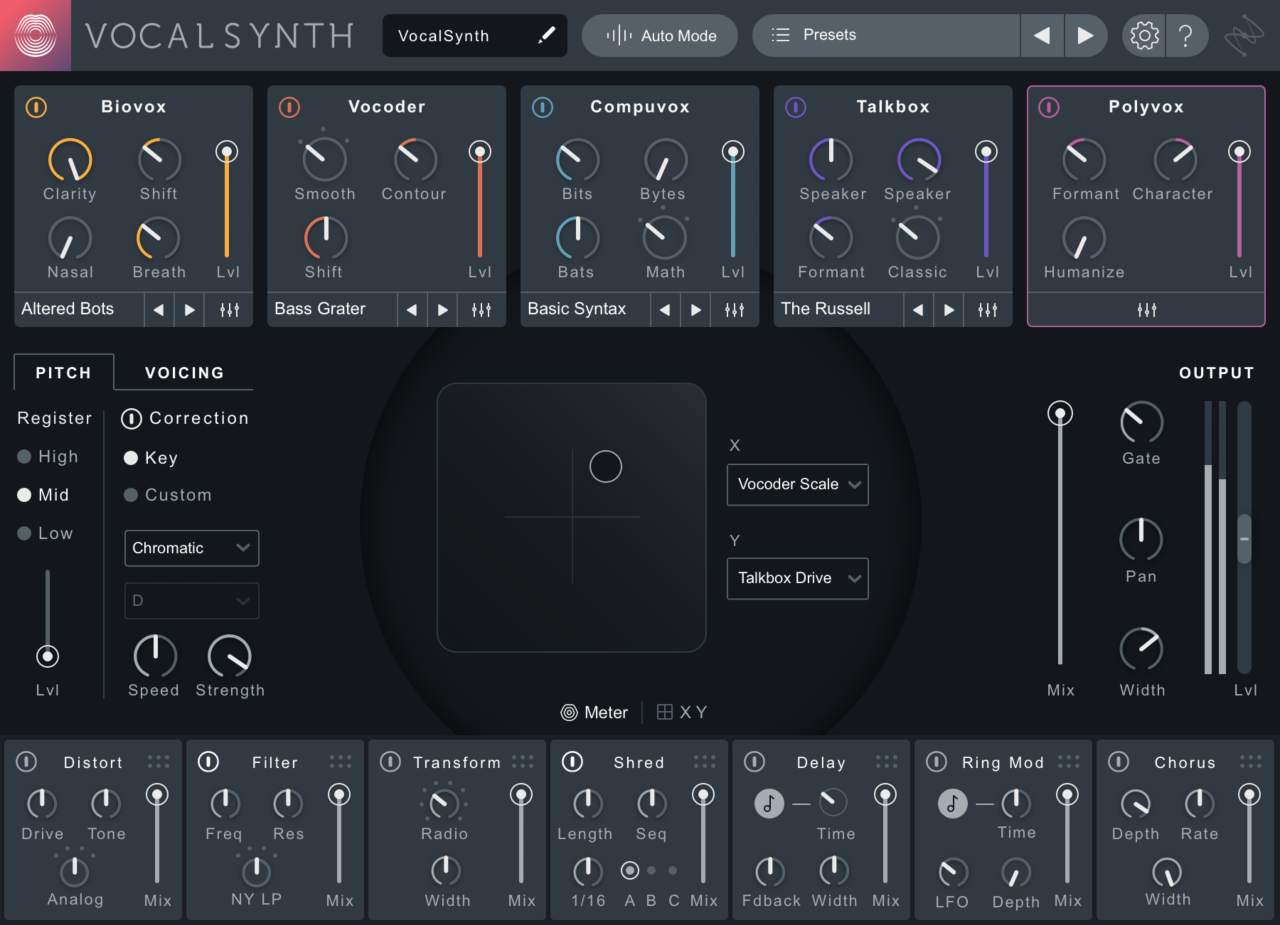 VOCALSYNTH VocalSynth Auto Mode Presets ?
Biovox Vocoder Compuvox Talkbox Polyvox
Clarity Shift Smooth Contour Bits Bytes Speaker Speaker Formant Character
Nasal Breath Lvl Shift Lvl Bats Math Lvl Formant Classic Lvl Humanize Lvl
Altered Bots Bass Grater Basic Syntax The Russell
PITCH VOICING OUTPUT
Register Correction
High Key
Mid Custom
Low
Chromatic
D
Lvl Speed Strength
X
Vocoder Scale
Y
Talkbox Drive
Meter X Y
Gate
Pan
Mix Width Lvl
Distort Filter Transform Shred Delay Ring Mod Chorus
Drive Tone Freq Res Radio Length Seq Time Time Depth Rate
Analog Mix NY LP Mix Width Mix 1/16 A B C Mix Fdback Width Mix LFO Depth Mix Width Mix